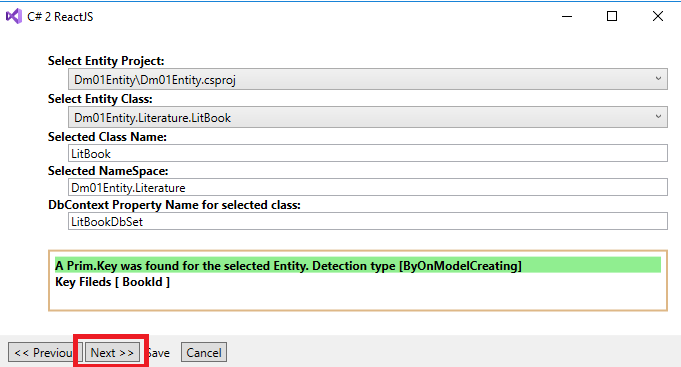 C# 2 ReactJS
Select Entity Project:
Dm01Entity\Dm01Entity.csproj
Select Entity Class:
Dm01Entity.Literature.LitBook
Selected Class Name:
LitBook
Selected NameSpace:
Dm01Entity.Literature
DbContext Property Name for selected class:
LitBookDbSet
A Prim.Key was found for the selected Entity. Detection type [ByOnModelCreating]
Key Fileds [ BookId ]
<< Previou Next >> Save Cancel